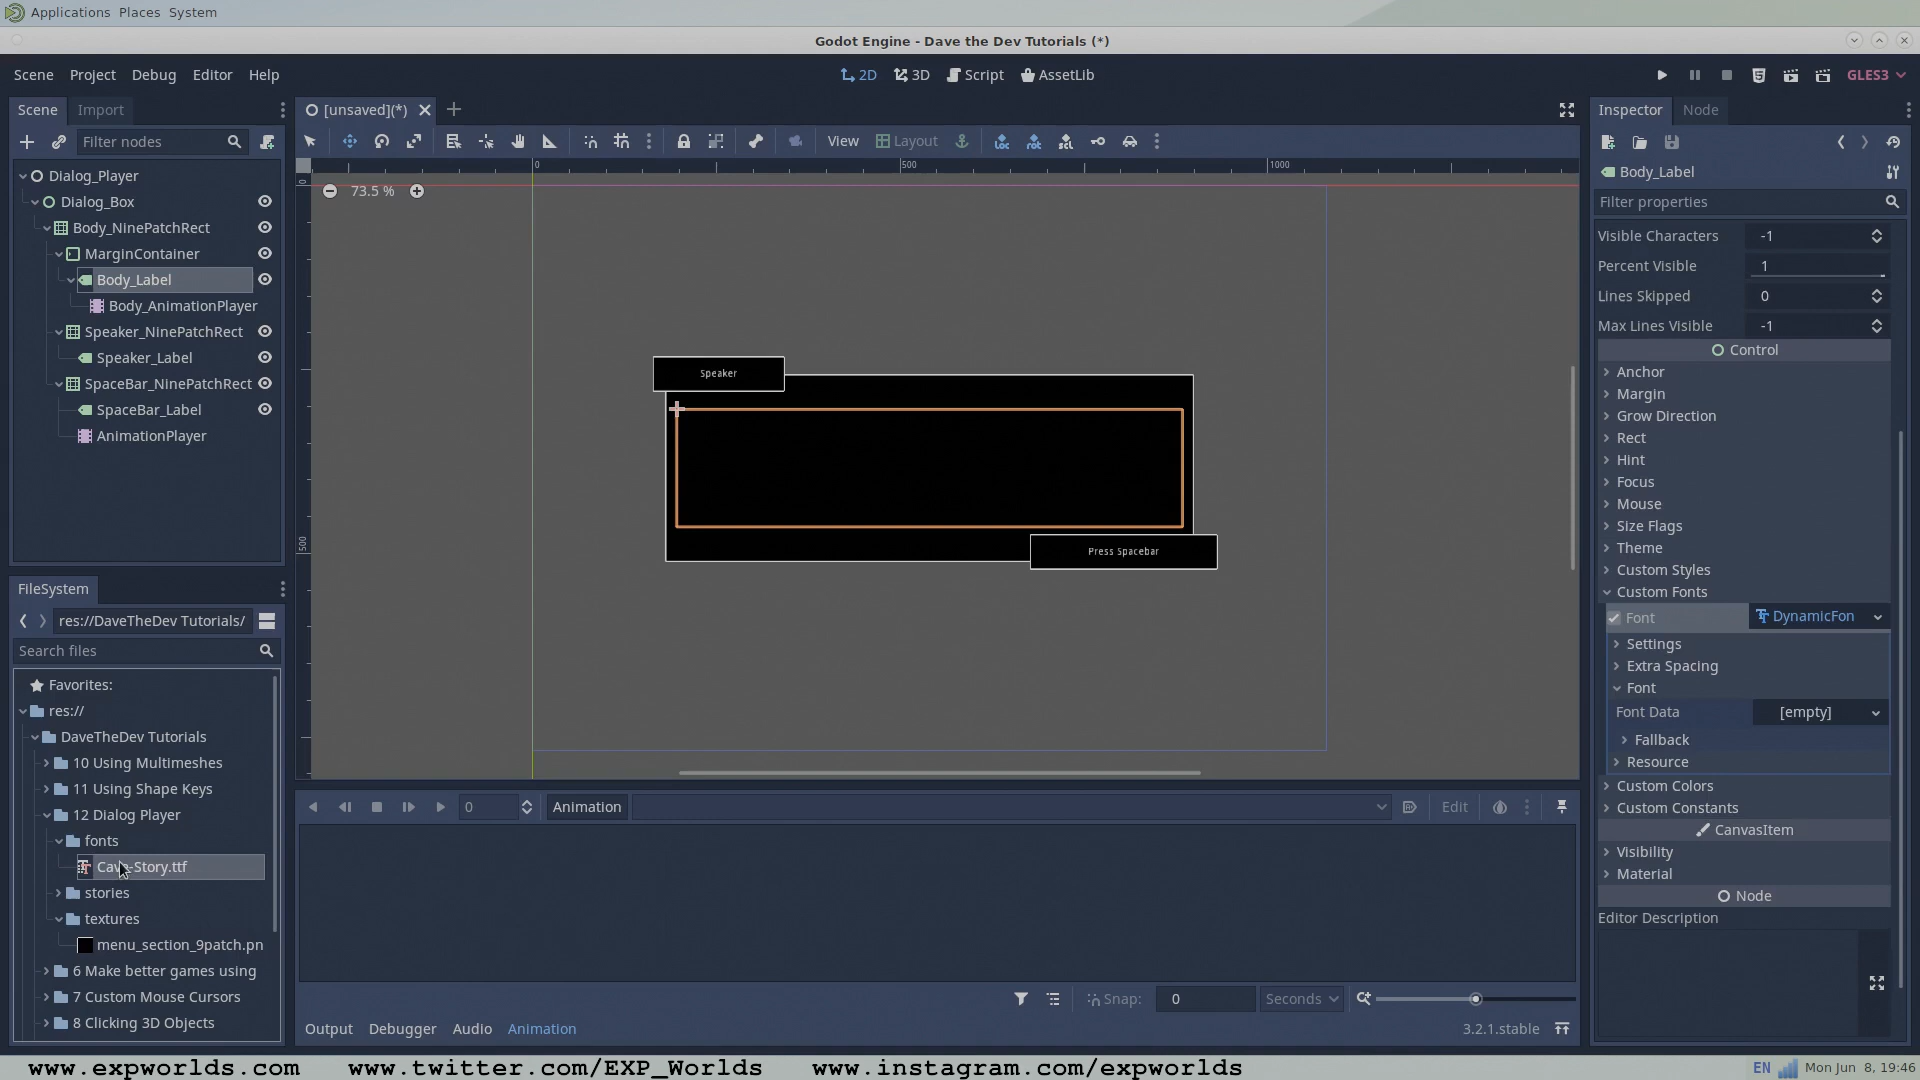 Applications Places System
Godot Engine - Dave the Dev Tutorials (*)
Scene Project Debug Editor Help
2D 3D Script AssetLib
GLES3
Scene Import
[unsaved](*)
Inspector Node
Filter nodes
View Layout
0 500 1000
Dialog_Player
Dialog_Box
Body_NinePatchRect
MarginContainer
Body_Label
Body_AnimationPlayer
Speaker_NinePatchRect
Speaker_Label
SpaceBar_NinePatchRect
SpaceBar_Label
AnimationPlayer
0
500
73.5 %
Speaker
Press Spacebar
Body_Label
Filter properties
Visible Characters -1
Percent Visible 1
Lines Skipped 0
Max Lines Visible -1
Control
Anchor
Margin
Grow Direction
Rect
Hint
Focus
Mouse
Size Flags
Theme
Custom Styles
Custom Fonts
Font DynamicFon
Settings
Extra Spacing
Font
Font Data [empty]
Fallback
Resource
Custom Colors
Custom Constants
CanvasItem
Visibility
Material
Node
Editor Description
FileSystem
res://DaveTheDev Tutorials/
Search files
Favorites:
res://
DaveTheDev Tutorials
10 Using Multimeshes
11 Using Shape Keys
12 Dialog Player
fonts
Cave-Story.ttf
stories
textures
menu_section_9patch.pn
6 Make better games using
7 Custom Mouse Cursors
8 Clicking 3D Objects
0 Animation Edit
Snap: 0 Seconds
Output Debugger Audio Animation
3.2.1.stable
www.expworlds.com www.twitter.com/EXP_Worlds www.instagram.com/expworlds
EN Mon Jun 8, 19:46